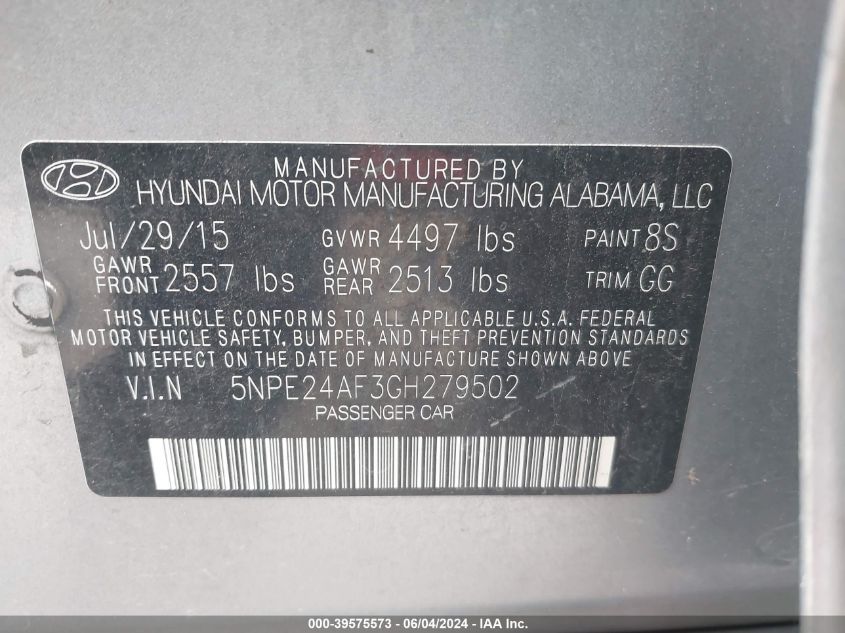 MANUFACTURED BY
HYUNDAI MOTOR MANUFACTURING ALABAMA, LLC
Jul/29/15 GVWR 4497 lbs PAINT 8S
GAWR FRONT 2557 lbs GAWR REAR 2513 lbs TRIM GG
THIS VEHICLE CONFORMS TO ALL APPLICABLE U.S.A. FEDERAL
MOTOR VEHICLE SAFETY, BUMPER, AND THEFT PREVENTION STANDARDS
IN EFFECT ON THE DATE OF MANUFACTURE SHOWN ABOVE
V.I.N 5NPE24AF3GH279502
PASSENGER CAR
000-39575573 - 06/04/2024 - IAA, Inc.